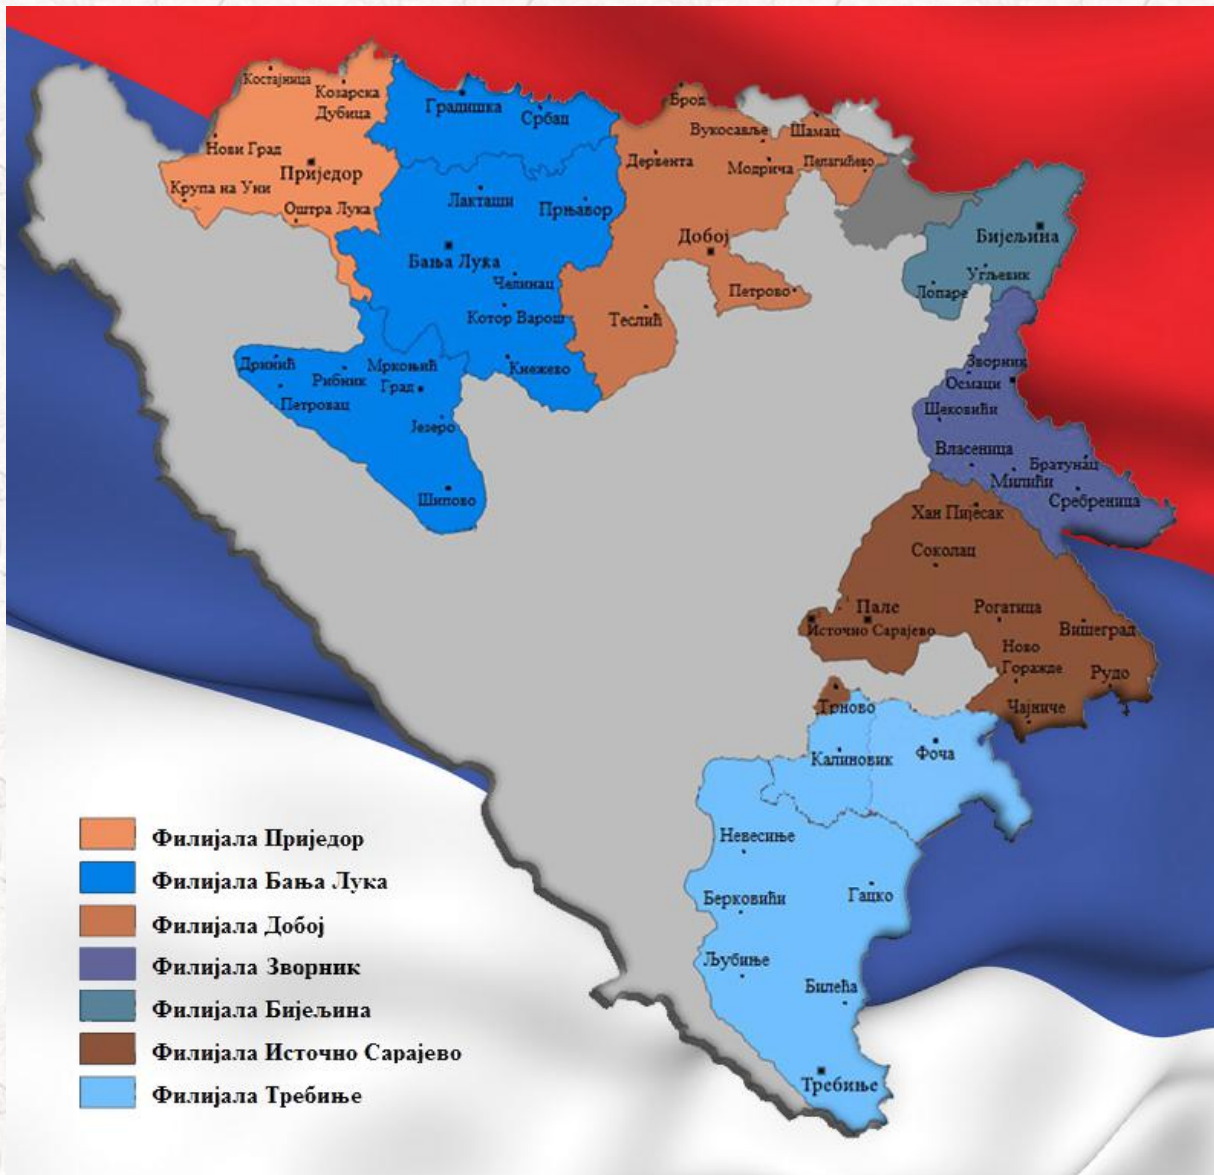 Костајница
Козарска
Дубица
Нови Град
Приједор
Крупа на Уни
Оштра Лука
Градишка
Србац
Лакташи
Прњавор
Бања Лука
Челинац
Котор Варош
Кнежево
Дринић
Рибник
Мркоњић
Град
Петровац
Језеро
Шипово
Брод
Вукосавље
Шамац
Дервента
Модрича
Пелагићево
Добој
Петрово
Теслић
Бијељина
Угљевик
Лопаре
Зворник
Осмаци
Шековићи
Власеница
Братунац
Милићи
Сребреница
Хан Пијесак
Соколац
Пале
Источно Сарајево
Рогатица
Вишеград
Ново
Горажде
Рудо
Чајниче
Трново
Калиновик
Фоча
Невесиње
Берковићи
Гацко
Љубиње
Билећа
Требиње
Филијала Приједор
Филијала Бања Лука
Филијала Добој
Филијала Зворник
Филијала Бијељина
Филијала Источно Сарајево
Филијала Требиње